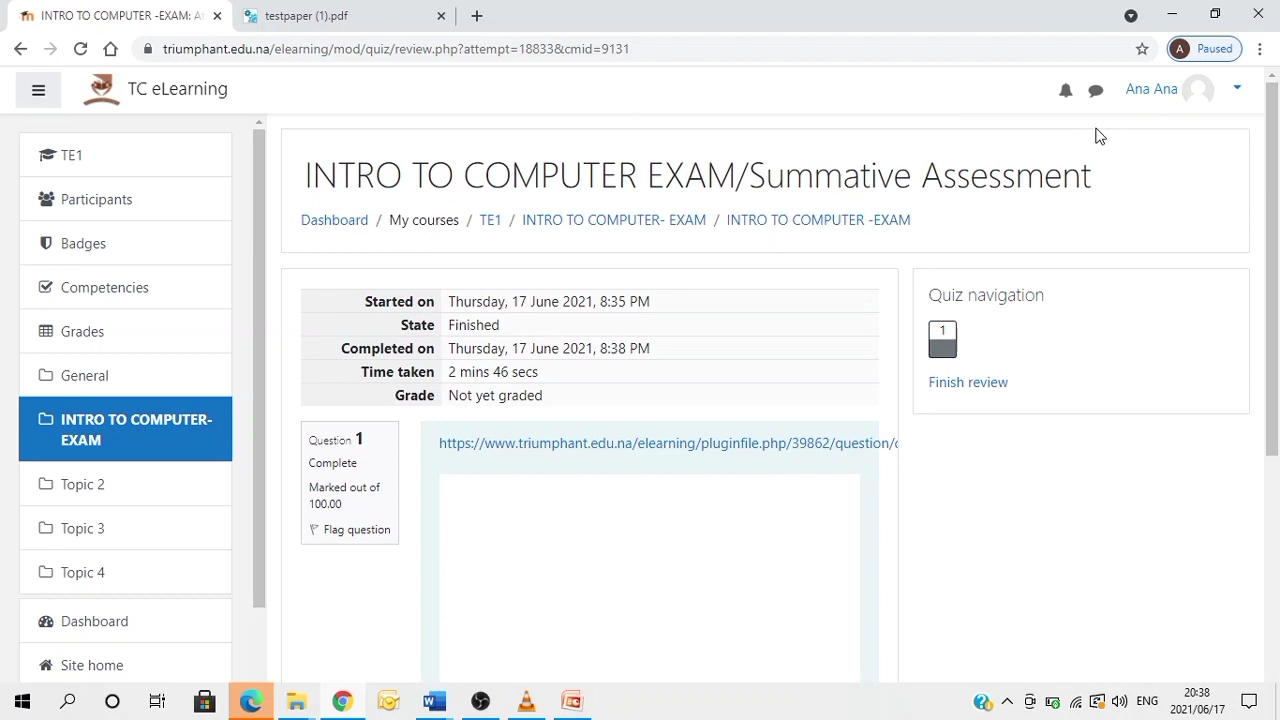 INTRO TO COMPUTER -EXAM: At
testpaper (1).pdf
triumphant.edu.na/elearning/mod/quiz/review.php?attempt=18833&cmid=9131
A Paused
TC eLearning
Ana Ana
TE1
Participants
Badges
Competencies
Grades
General
INTRO TO COMPUTER-
EXAM
Topic 2
Topic 3
Topic 4
Dashboard
Site home
INTRO TO COMPUTER EXAM/Summative Assessment
Dashboard / My courses / TE1 / INTRO TO COMPUTER- EXAM / INTRO TO COMPUTER -EXAM
Started on Thursday, 17 June 2021, 8:35 PM
State Finished
Completed on Thursday, 17 June 2021, 8:38 PM
Time taken 2 mins 46 secs
Grade Not yet graded
Question 1
Complete
Marked out of
100.00
Flag question
https://www.triumphant.edu.na/elearning/pluginfile.php/39862/question/
Quiz navigation
1
Finish review
ENG
20:38
2021/06/17